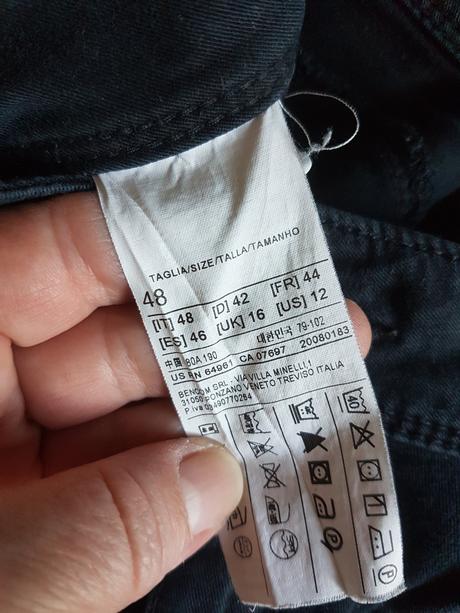 TAGLIA/SIZE/TALLA/TAMANHO
48
[IT] 48 [D] 42 [FR] 44
[ES] 46 [UK] 16 [US] 12
中国 80A.190 대한민국 79-102
US RN 64961 CA 07697 20080183
BENCOM SRL - VIA VILLA MINELLI,1
31050 PONZANO VENETO TREVISO ITALIA
P.iva 03490770264
40
P